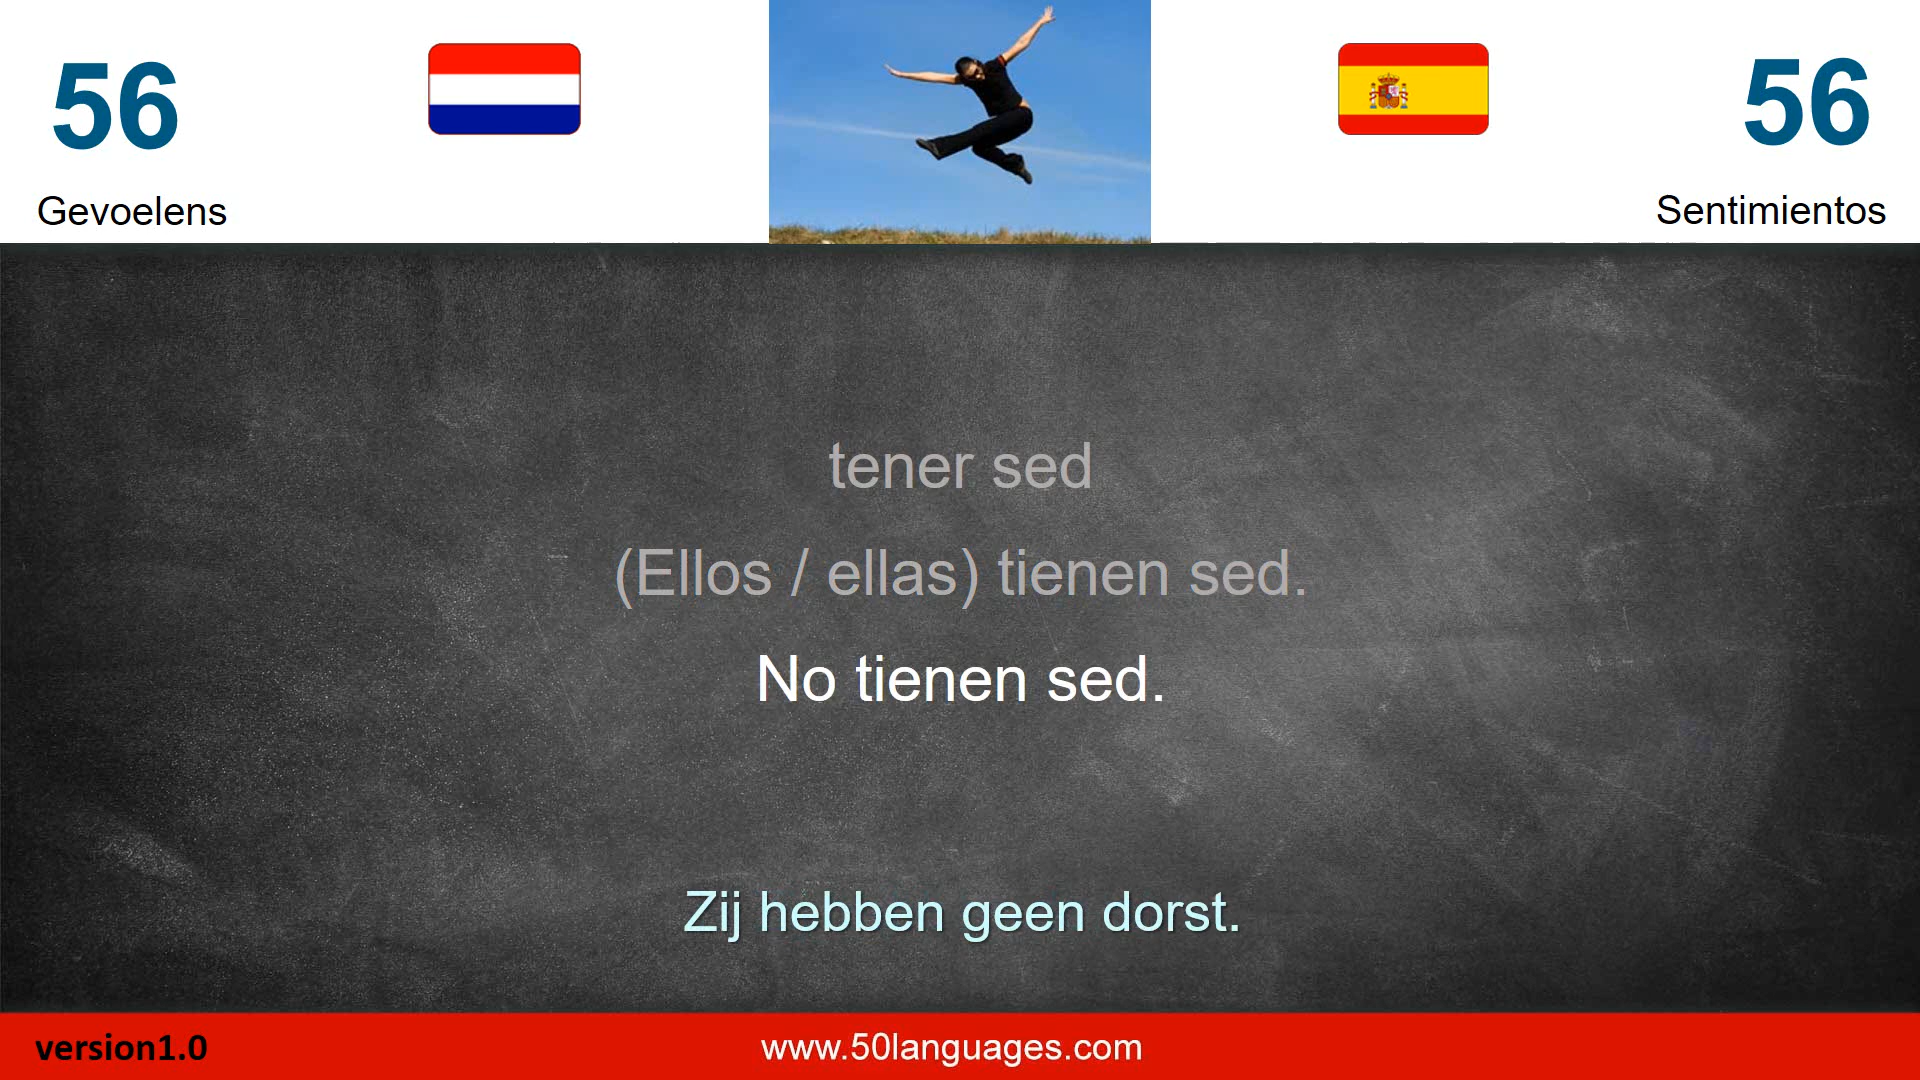 56
56
Gevoelens
Sentimientos
tener sed
(Ellos / ellas) tienen sed.
No tienen sed.
Zij hebben geen dorst.
version1.0
www.50languages.com